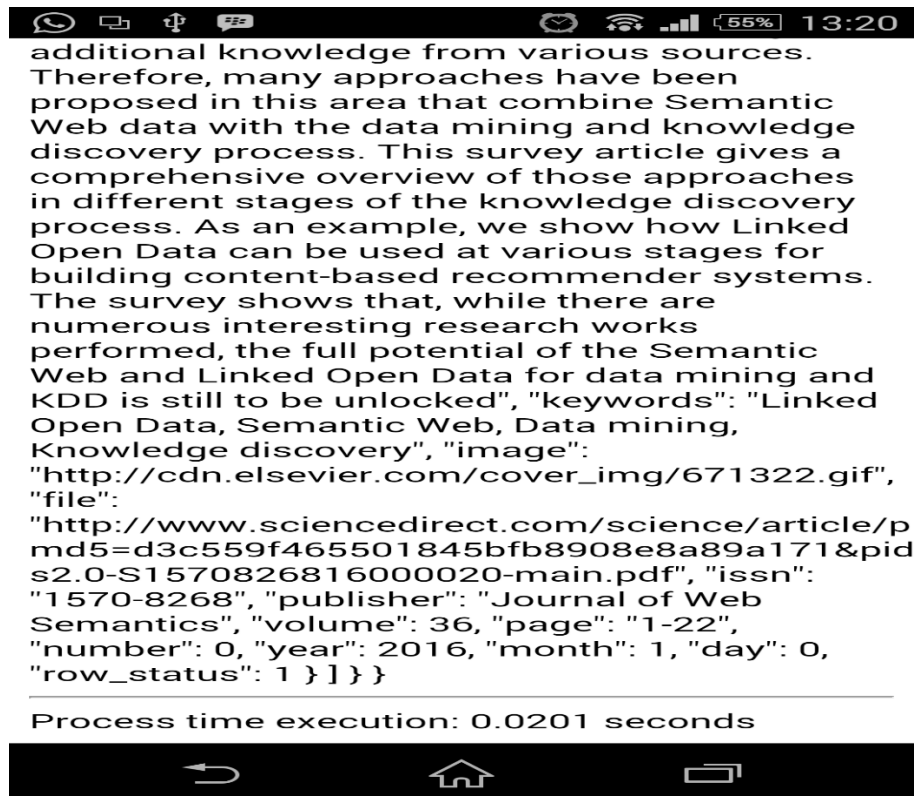 55% 13:20
additional knowledge from various sources.
Therefore, many approaches have been
proposed in this area that combine Semantic
Web data with the data mining and knowledge
discovery process. This survey article gives a
comprehensive overview of those approaches
in different stages of the knowledge discovery
process. As an example, we show how Linked
Open Data can be used at various stages for
building content-based recommender systems.
The survey shows that, while there are
numerous interesting research works
performed, the full potential of the Semantic
Web and Linked Open Data for data mining and
KDD is still to be unlocked", "keywords": "Linked
Open Data, Semantic Web, Data mining,
Knowledge discovery", "image":
"http://cdn.elsevier.com/cover_img/671322.gif",
"file":
"http://www.sciencedirect.com/science/article/p
md5=d3c559f465501845bfb8908e8a89a171&pid
s2.0-S1570826816000020-main.pdf", "issn":
"1570-8268", "publisher": "Journal of Web
Semantics", "volume": 36, "page": "1-22",
"number": 0, "year": 2016, "month": 1, "day": 0,
"row_status": 1 } ] } }
Process time execution: 0.0201 seconds